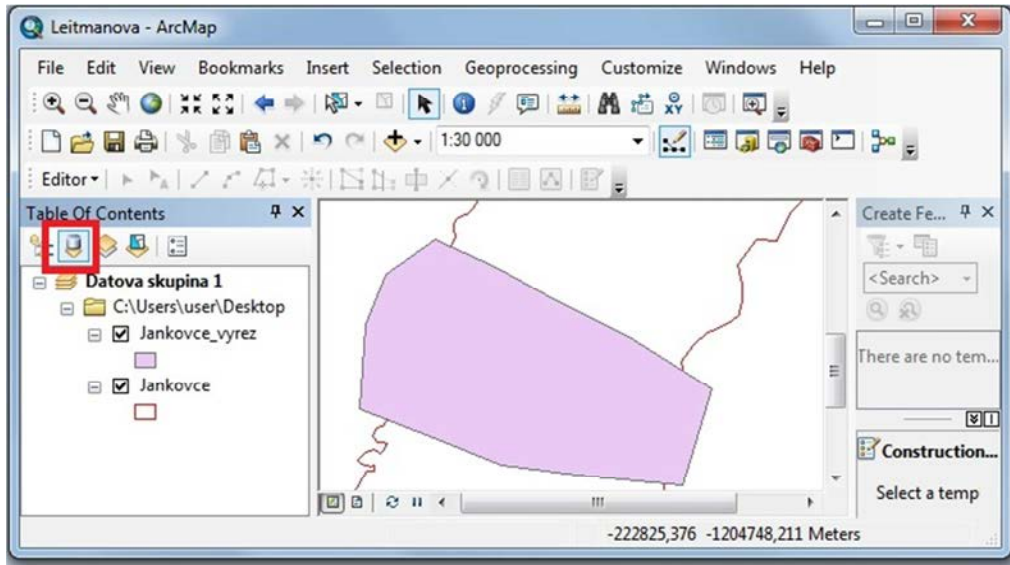 Leitmanova - ArcMap
File Edit View Bookmarks Insert Selection Geoprocessing Customize Windows Help
1:30 000
Editor
Table Of Contents
Create Fe...
<Search>
Datova skupina 1
C:\Users\user\Desktop
Jankovce_vyrez
Jankovce
There are no tem...
Construction...
Select a temp
-222825,376 -1204748,211 Meters